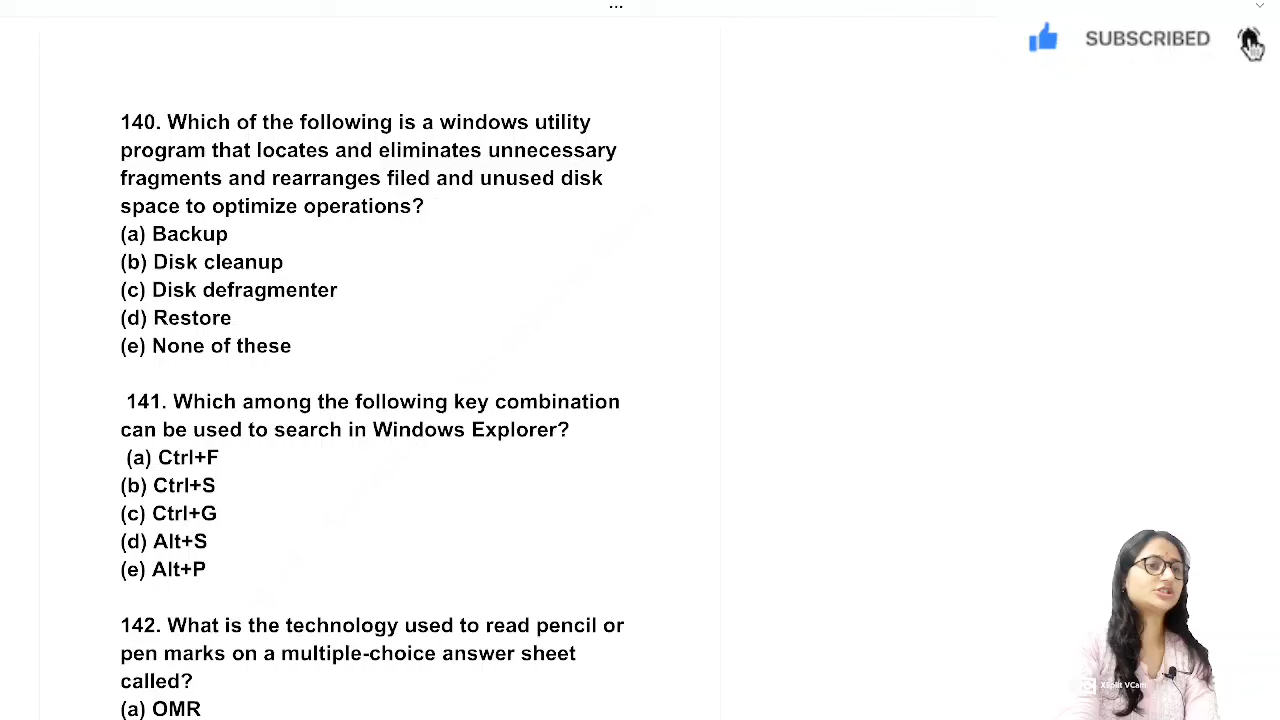 ...
SUBSCRIBED
140. Which of the following is a windows utility
program that locates and eliminates unnecessary
fragments and rearranges filed and unused disk
space to optimize operations?
(a) Backup
(b) Disk cleanup
(c) Disk defragmenter
(d) Restore
(e) None of these
141. Which among the following key combination
can be used to search in Windows Explorer?
(a) Ctrl+F
(b) Ctrl+S
(c) Ctrl+G
(d) Alt+S
(e) Alt+P
142. What is the technology used to read pencil or
pen marks on a multiple-choice answer sheet
called?
(a) OMR
XSplit VCam